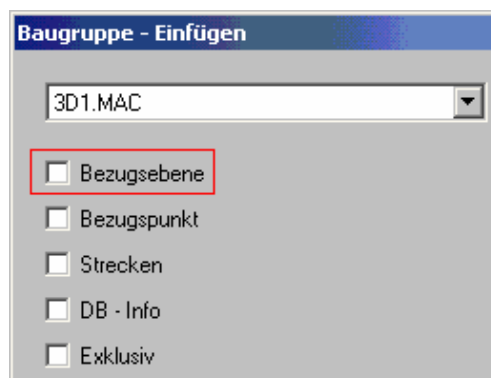 Baugruppe - Einfügen
3D1.MAC
Bezugsebene
Bezugspunkt
Strecken
DB - Info
Exklusiv